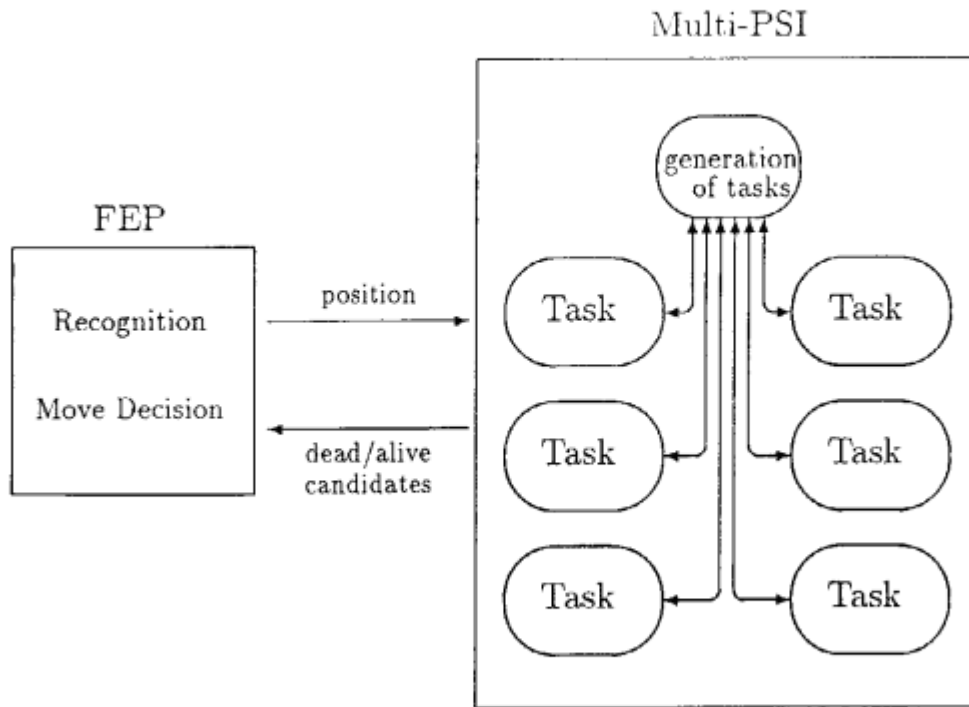 Multi-PSI
generation
of tasks
FEP
Recognition
Move Decision
position
dead/alive
candidates
Task
Task
Task
Task
Task
Task